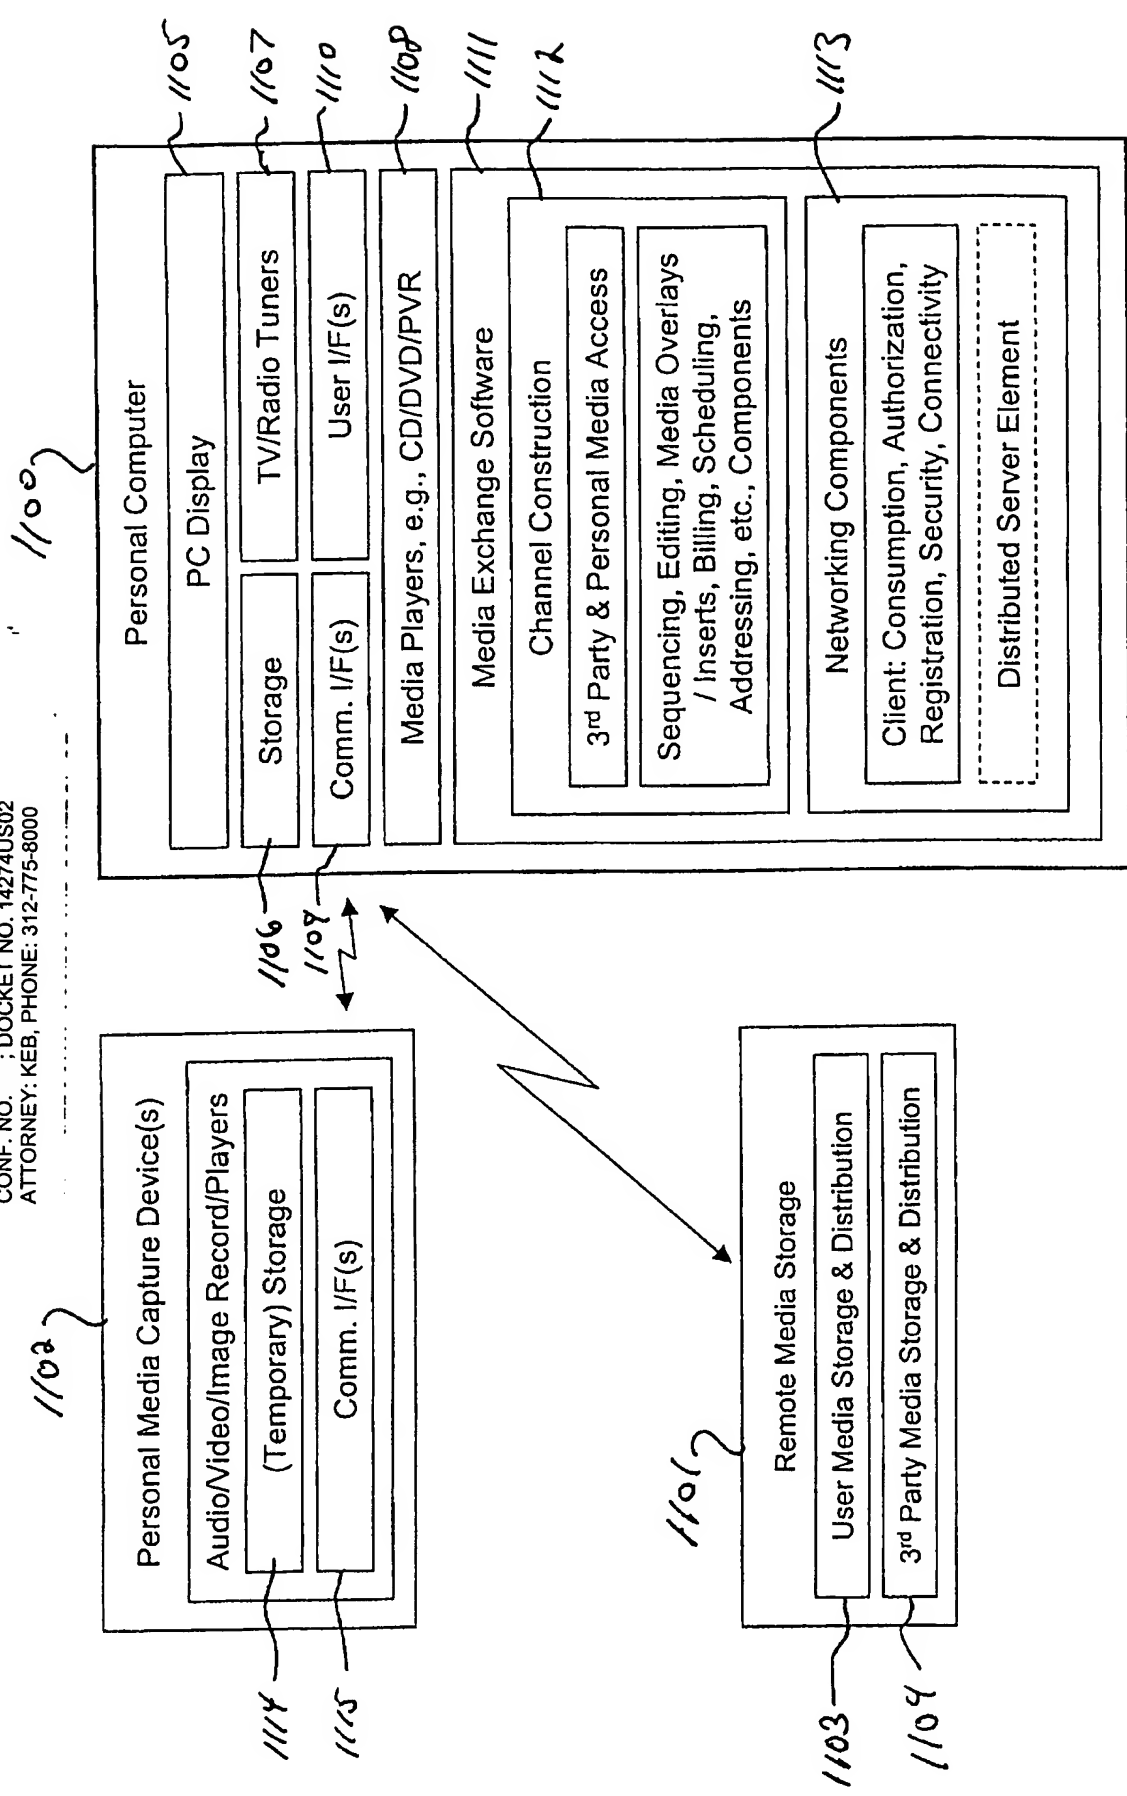 CONF. NO. ; DOCKET NO. 14274US02
ATTORNEY: KEB, PHONE: 312-775-8000
1102
Personal Media Capture Device(s)
Audio/Video/Image Record/Players
(Temporary) Storage
Comm. I/F(s)
1114
1115
1100
Personal Computer
1105
PC Display
1106
Storage
TV/Radio Tuners
1107
1109
Comm. I/F(s)
User I/F(s)
1110
Media Players, e.g., CD/DVD/PVR
1108
Media Exchange Software
1111
Channel Construction
1112
3rd Party & Personal Media Access
Sequencing, Editing, Media Overlays
/ Inserts, Billing, Scheduling,
Addressing, etc., Components
Networking Components
1113
Client: Consumption, Authorization,
Registration, Security, Connectivity
Distributed Server Element
1101
Remote Media Storage
1103
User Media Storage & Distribution
1104
3rd Party Media Storage & Distribution